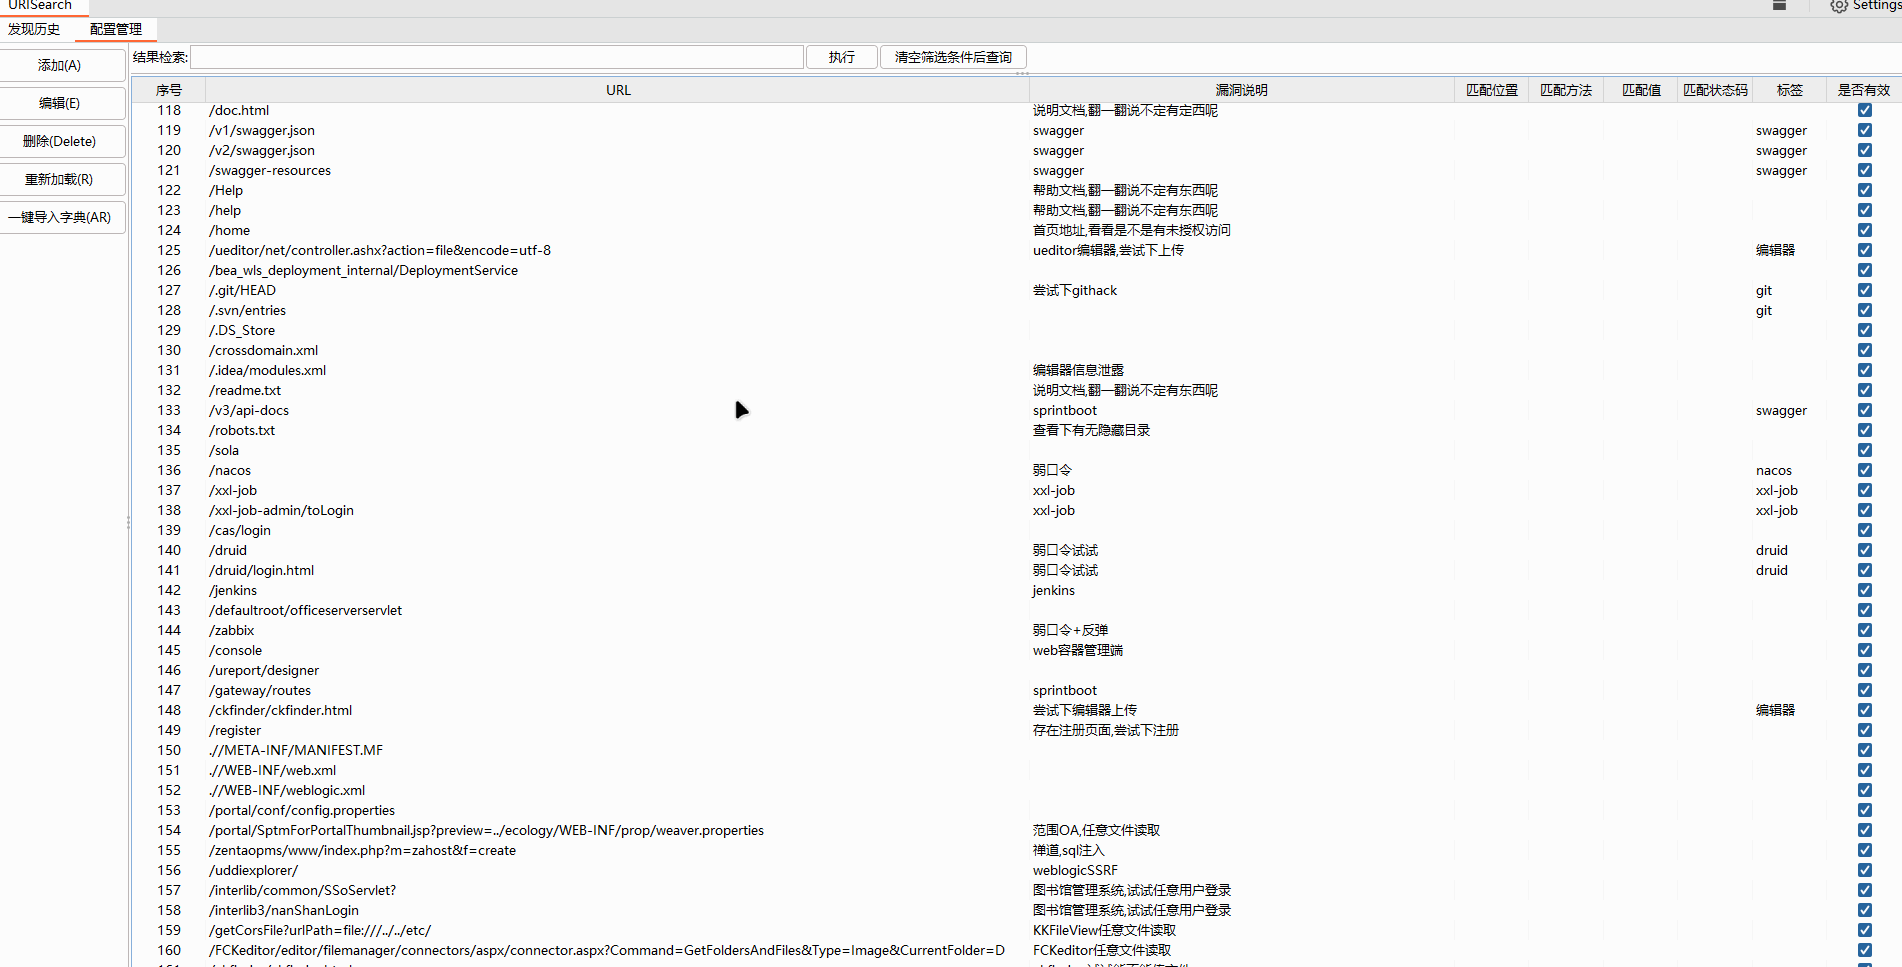 URISearch
Settings
发现历史 配置管理
添加(A)
编辑(E)
删除(Delete)
重新加载(R)
一键导入字典(AR)
结果检索: 执行 清空筛选条件后查询
序号 URL 漏洞说明 匹配位置 匹配方法 匹配值 匹配状态码 标签 是否有效
118 /doc.html 说明文档,翻一翻说不定有定西呢
119 /v1/swagger.json swagger swagger
120 /v2/swagger.json swagger swagger
121 /swagger-resources swagger swagger
122 /Help 帮助文档,翻一翻说不定有东西呢
123 /help 帮助文档,翻一翻说不定有东西呢
124 /home 首页地址,看看是不是有未授权访问
125 /ueditor/net/controller.ashx?action=file&encode=utf-8 ueditor编辑器,尝试下上传 编辑器
126 /bea_wls_deployment_internal/DeploymentService
127 /.git/HEAD 尝试下githack git
128 /.svn/entries git
129 /.DS_Store
130 /crossdomain.xml
131 /.idea/modules.xml 编辑器信息泄露
132 /readme.txt 说明文档,翻一翻说不定有东西呢
133 /v3/api-docs sprintboot swagger
134 /robots.txt 查看下有无隐藏目录
135 /sola
136 /nacos 弱口令 nacos
137 /xxl-job xxl-job xxl-job
138 /xxl-job-admin/toLogin xxl-job xxl-job
139 /cas/login
140 /druid 弱口令试试 druid
141 /druid/login.html 弱口令试试 druid
142 /jenkins jenkins
143 /defaultroot/officeserverservlet
144 /zabbix 弱口令+反弹
145 /console web容器管理端
146 /ureport/designer
147 /gateway/routes sprintboot
148 /ckfinder/ckfinder.html 尝试下编辑器上传 编辑器
149 /register 存在注册页面,尝试下注册
150 .//META-INF/MANIFEST.MF
151 .//WEB-INF/web.xml
152 .//WEB-INF/weblogic.xml
153 /portal/conf/config.properties
154 /portal/SptmForPortalThumbnail.jsp?preview=../ecology/WEB-INF/prop/weaver.properties 范围OA,任意文件读取
155 /zentaopms/www/index.php?m=zahost&f=create 禅道,sql注入
156 /uddiexplorer/ weblogicSSRF
157 /interlib/common/SSoServlet? 图书馆管理系统,试试任意用户登录
158 /interlib3/nanShanLogin 图书馆管理系统,试试任意用户登录
159 /getCorsFile?urlPath=file:///../../etc/ KKFileView任意文件读取
160 /FCKeditor/editor/filemanager/connectors/aspx/connector.aspx?Command=GetFoldersAndFiles&Type=Image&CurrentFolder=D FCKeditor任意文件读取